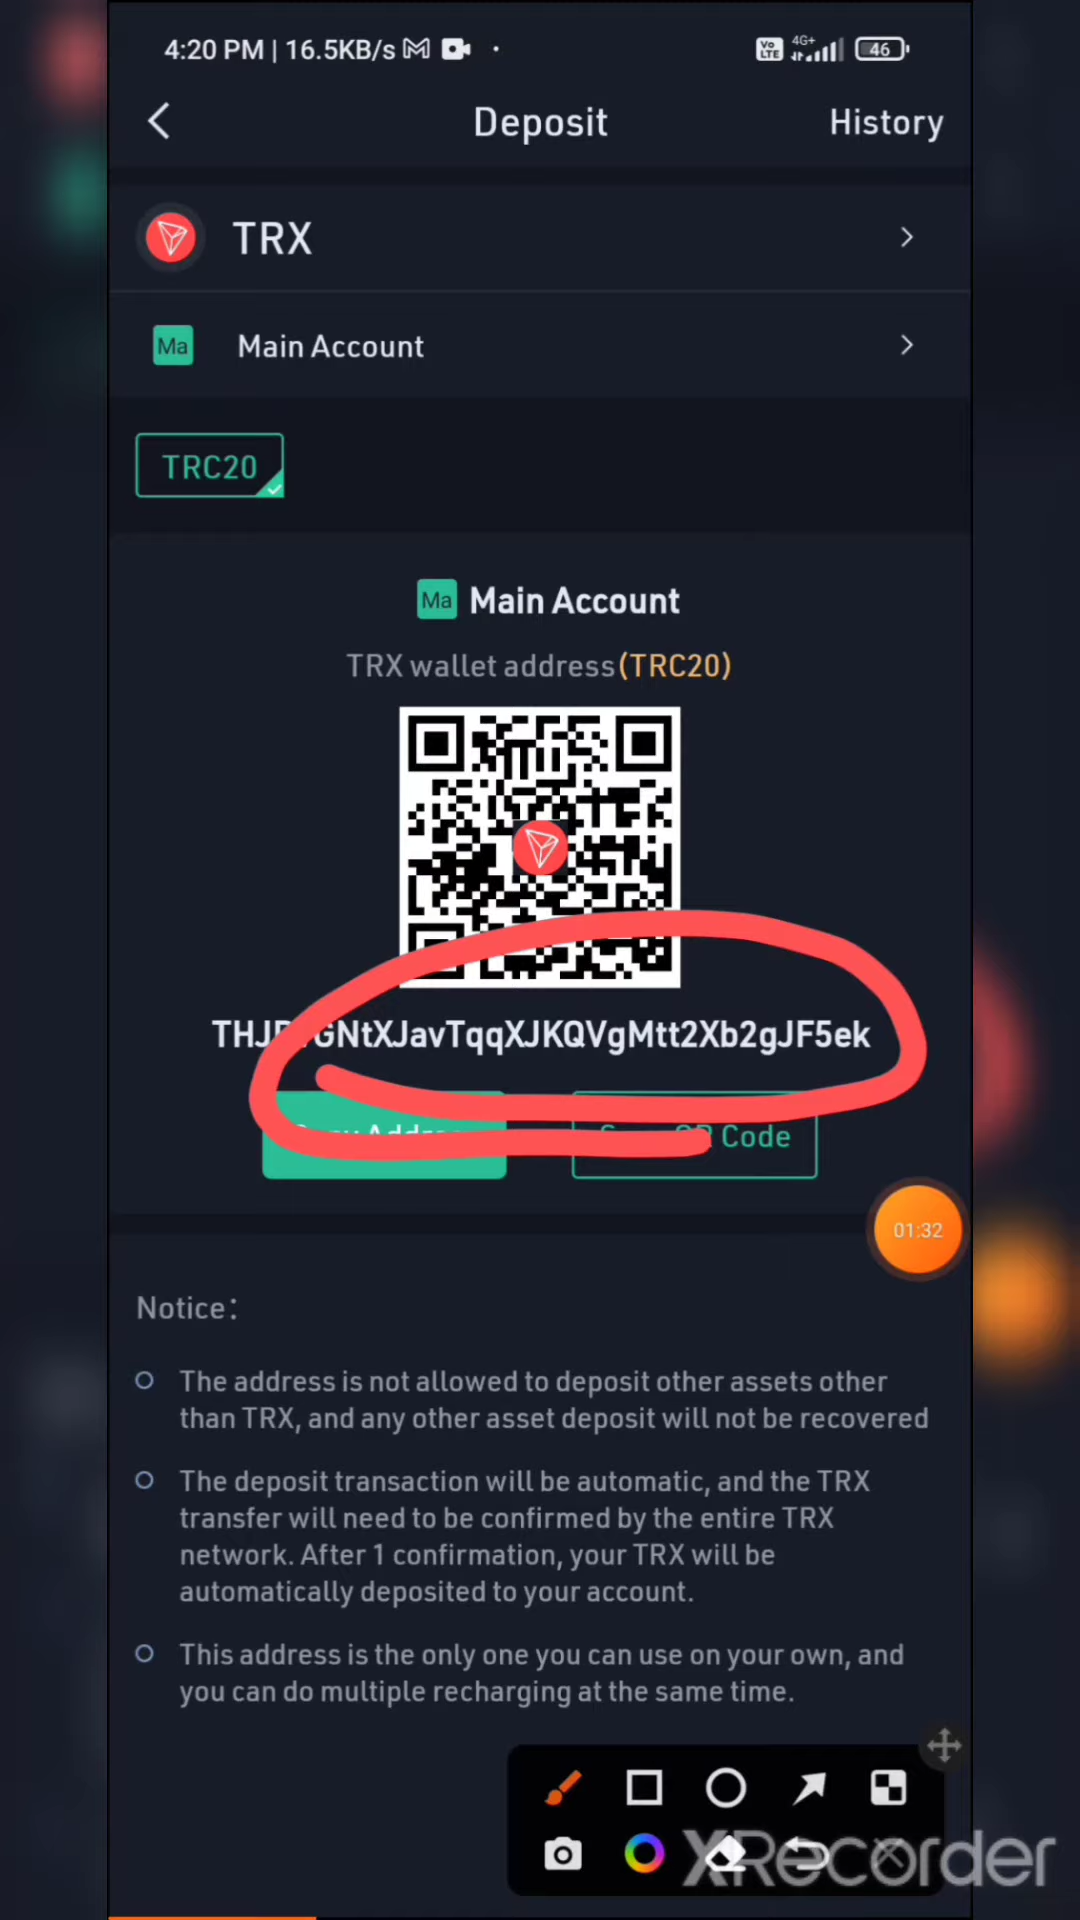 4:20 PM | 16.5KB/s
Vo LTE 4G+ 46
Deposit
History
TRX
Ma Main Account
TRC20
Ma Main Account
TRX wallet address(TRC20)
Code
01:32
Notice:
The address is not allowed to deposit other assets other
than TRX, and any other asset deposit will not be recovered
The deposit transaction will be automatic, and the TRX
transfer will need to be confirmed by the entire TRX
network. After 1 confirmation, your TRX will be
automatically deposited to your account.
This address is the only one you can use on your own, and
you can do multiple recharging at the same time.
XRecorder